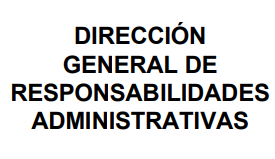 DIRECCIÓN
GENERAL DE
RESPONSABILIDADES
ADMINISTRATIVAS